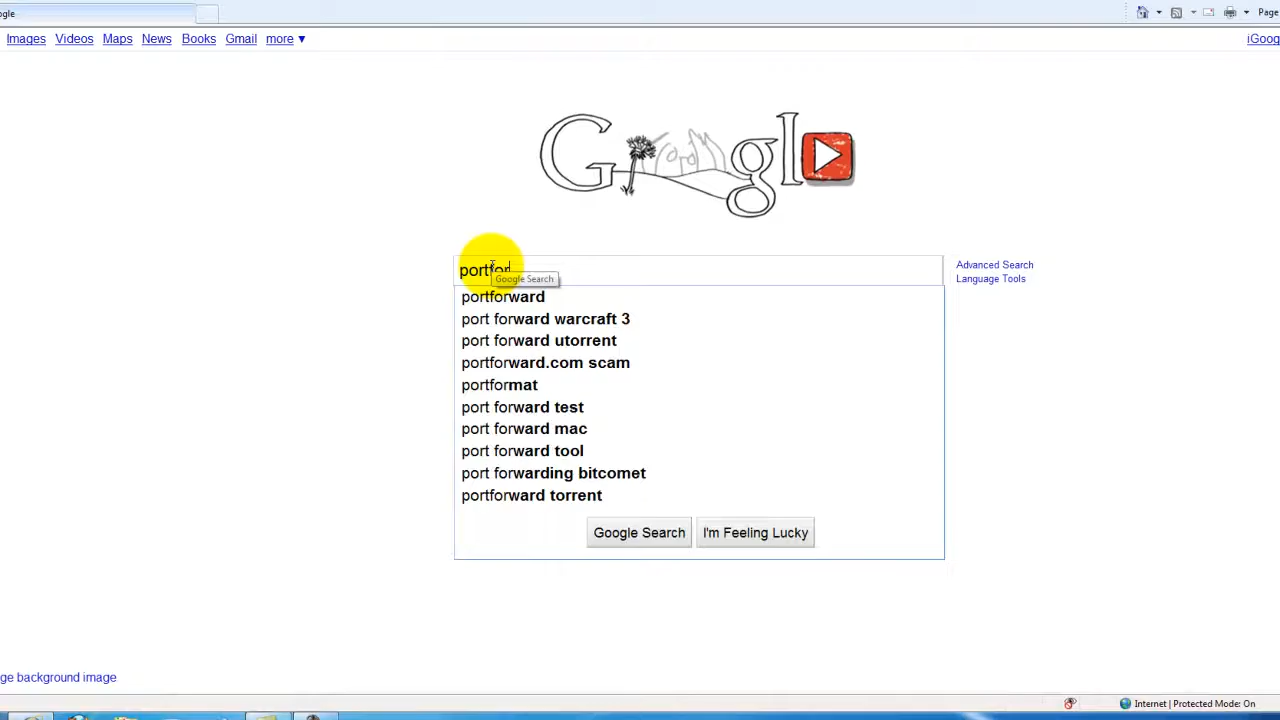 ogle
Page
Images Videos Maps News Books Gmail more ▼
iGoog
G gl
portfor
Google Search
Advanced Search
Language Tools
portforward
port forward warcraft 3
port forward utorrent
portforward.com scam
portformat
port forward test
port forward mac
port forward tool
port forwarding bitcomet
portforward torrent
Google Search I'm Feeling Lucky
ge background image
Internet | Protected Mode: On